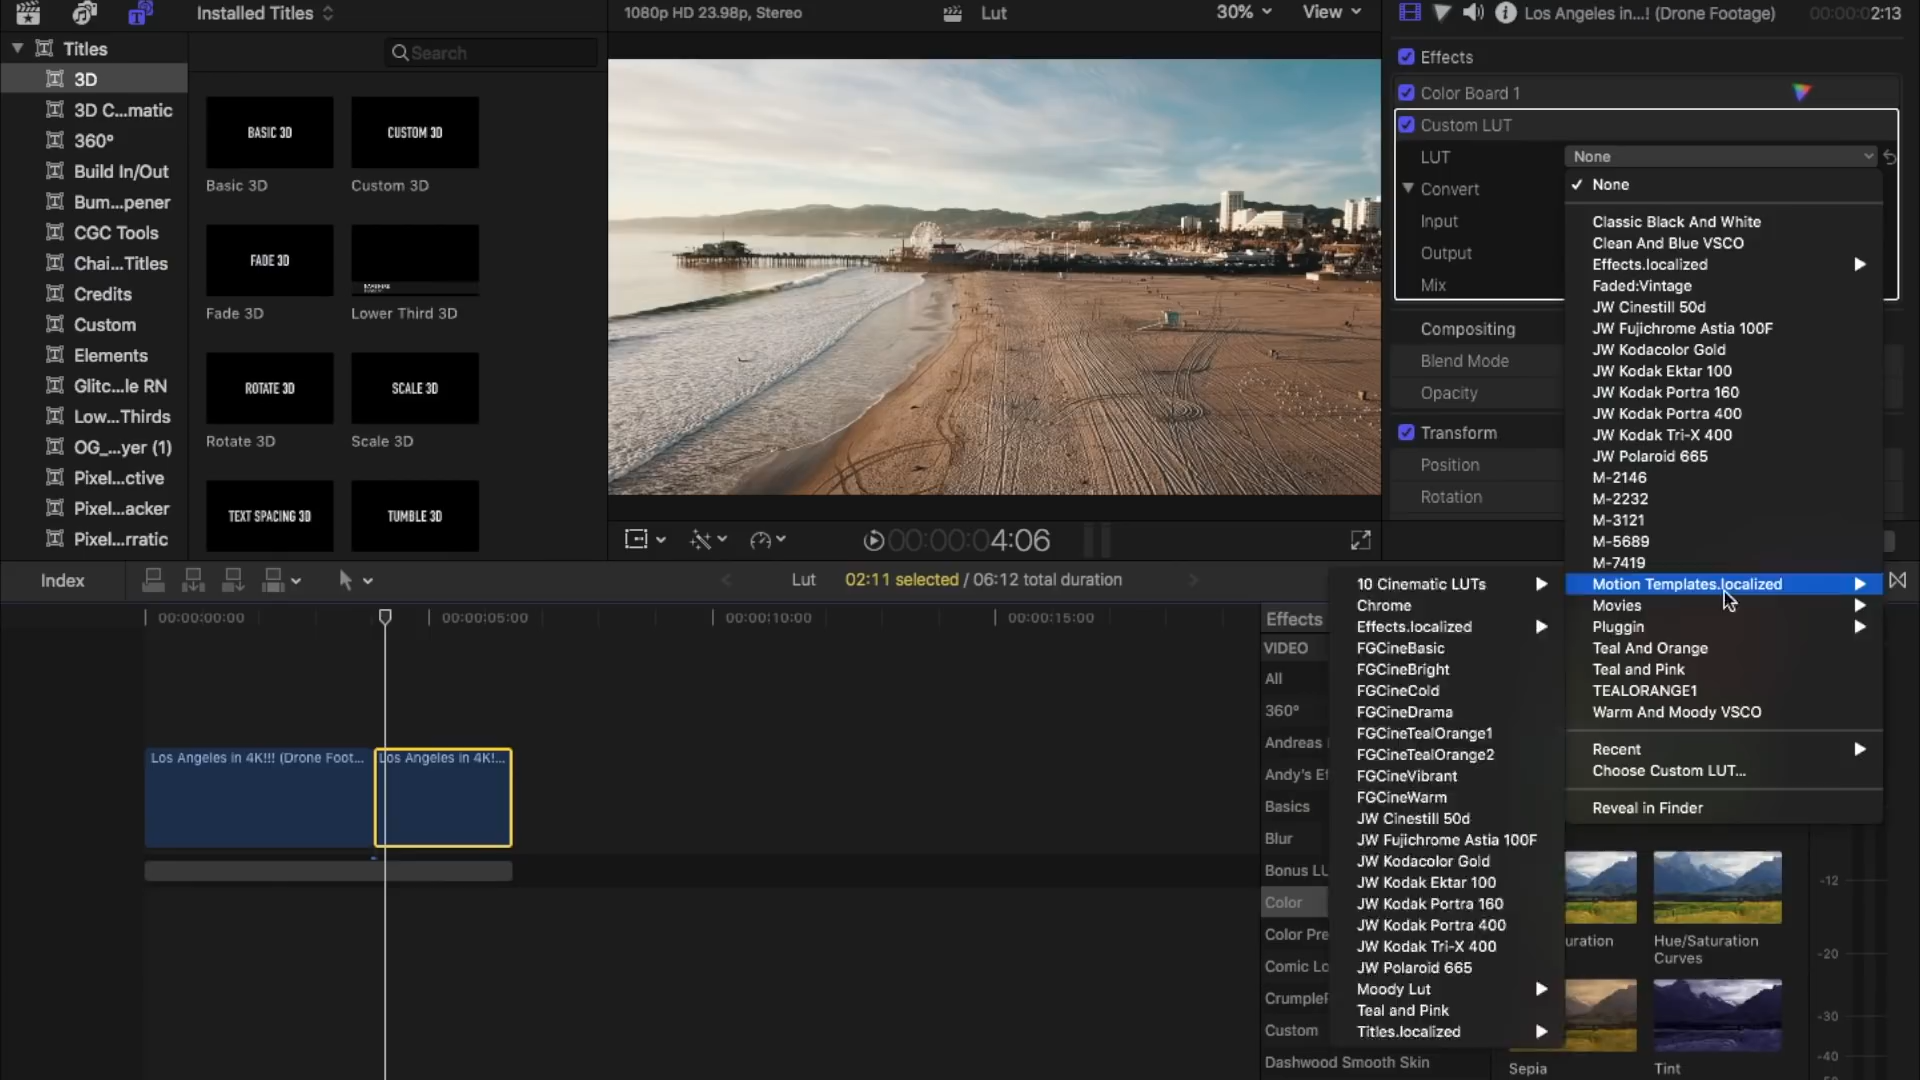 Installed Titles
Titles
3D
3D C...matic
360°
Build In/Out
Bum...pener
CGC Tools
Chai...Titles
Credits
Custom
Elements
Glitc...le RN
Low...Thirds
OG_...yer (1)
Pixel...ctive
Pixel...acker
Pixel...rratic
Search
BASIC 3D
CUSTOM 3D
Basic 3D
Custom 3D
FADE 3D
Fade 3D
Lower Third 3D
ROTATE 3D
SCALE 3D
Rotate 3D
Scale 3D
TEXT SPACING 3D
TUMBLE 3D
1080p HD 23.98p, Stereo
Lut
30%
View
00:00:00:04:06
Los Angeles in...! (Drone Footage)
00:00:02:13
Effects
Color Board 1
Custom LUT
LUT
None
Convert
Input
Output
Mix
Compositing
Blend Mode
Opacity
Transform
Position
Rotation
None
Classic Black And White
Clean And Blue VSCO
Effects.localized
Faded:Vintage
JW Cinestill 50d
JW Fujichrome Astia 100F
JW Kodacolor Gold
JW Kodak Ektar 100
JW Kodak Portra 160
JW Kodak Portra 400
JW Kodak Tri-X 400
JW Polaroid 665
M-2146
M-2232
M-3121
M-5689
M-7419
Motion Templates.localized
Movies
Pluggin
Teal And Orange
Teal and Pink
TEALORANGE1
Warm And Moody VSCO
Recent
Choose Custom LUT...
Reveal in Finder
10 Cinematic LUTs
Chrome
Effects.localized
FGCineBasic
FGCineBright
FGCineCold
FGCineDrama
FGCineTealOrange1
FGCineTealOrange2
FGCineVibrant
FGCineWarm
JW Cinestill 50d
JW Fujichrome Astia 100F
JW Kodacolor Gold
JW Kodak Ektar 100
JW Kodak Portra 160
JW Kodak Portra 400
JW Kodak Tri-X 400
JW Polaroid 665
Moody Lut
Teal and Pink
Titles.localized
Index
Lut
02:11 selected / 06:12 total duration
00:00:00:00
00:00:05:00
00:00:10:00
00:00:15:00
Los Angeles in 4K!!! (Drone Foot...
Los Angeles in 4K!...
Effects
VIDEO
All
360°
Andreas
Andy's Ef
Basics
Blur
Bonus LU
Color
Color Pre
Comic Lo
CrumpleP
Custom
Dashwood Smooth Skin
uration
Hue/Saturation
Curves
Sepia
Tint
-12
-20
-30
-40